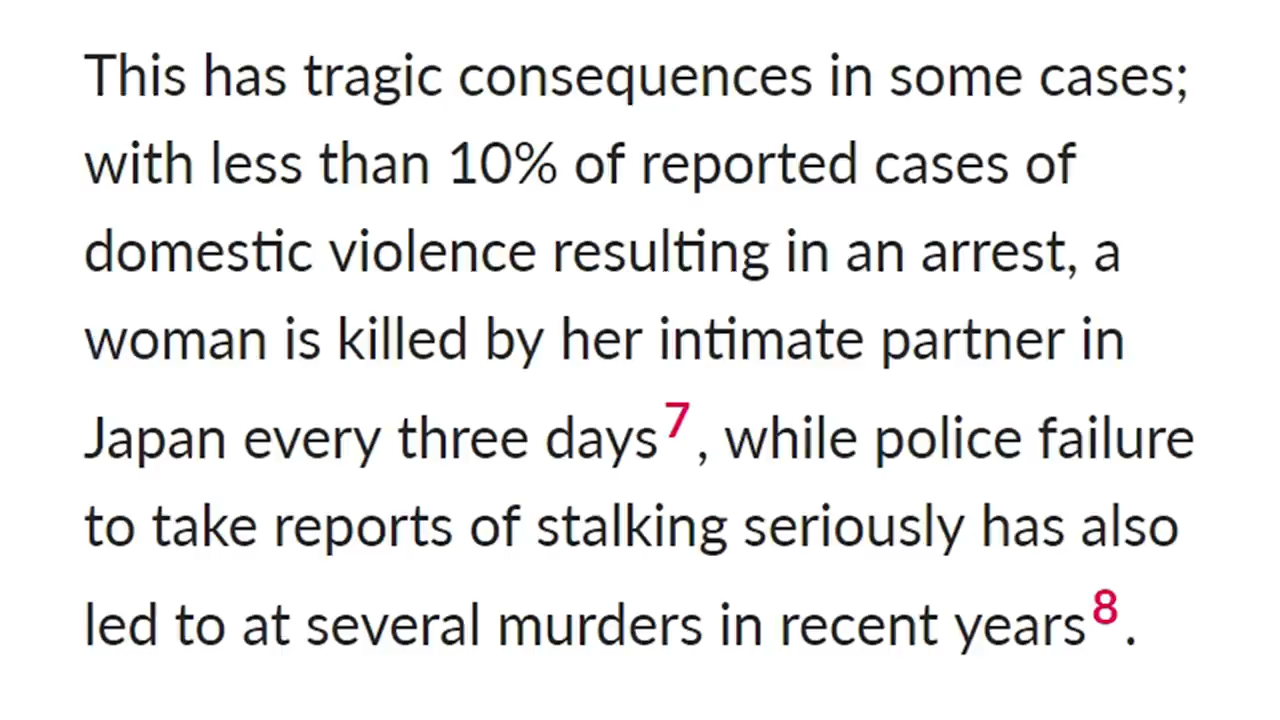 This has tragic consequences in some cases;
with less than 10% of reported cases of
domestic violence resulting in an arrest, a
woman is killed by her intimate partner in
Japan every three days7, while police failure
to take reports of stalking seriously has also
led to at several murders in recent years8.